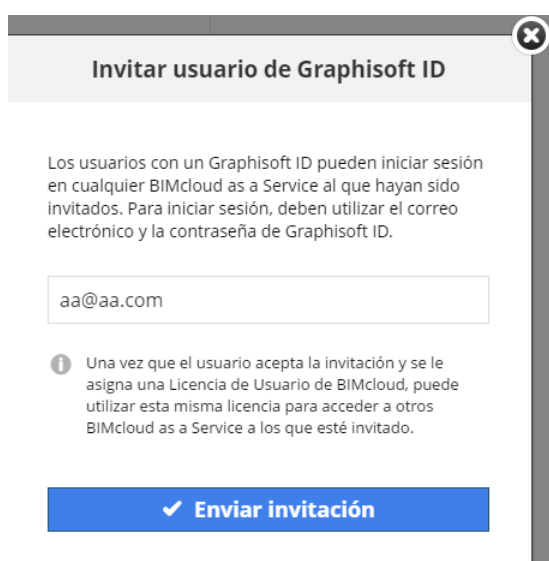 Invitar usuario de Graphisoft ID
Los usuarios con un Graphisoft ID pueden iniciar sesión
en cualquier BIMcloud as a Service al que hayan sido
invitados. Para iniciar sesión, deben utilizar el correo
electrónico y la contraseña de Graphisoft ID.
aa@aa.com
Una vez que el usuario acepta la invitación y se le
asigna una Licencia de Usuario de BIMcloud, puede
utilizar esta misma licencia para acceder a otros
BIMcloud as a Service a los que esté invitado.
Enviar invitación